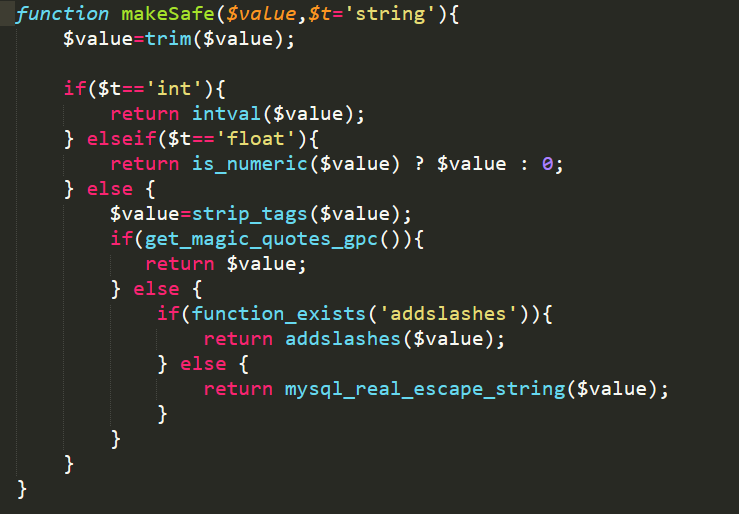 function makeSafe($value,$t='string'){
    $value=trim($value);

    if($t=='int'){
        return intval($value);
    } elseif($t=='float'){
        return is_numeric($value) ? $value : 0;
    } else {
        $value=strip_tags($value);
        if(get_magic_quotes_gpc()){
           return $value;
        } else {
            if(function_exists('addslashes')){
                return addslashes($value);
            } else {
                return mysql_real_escape_string($value);
            }
        }
    }
}